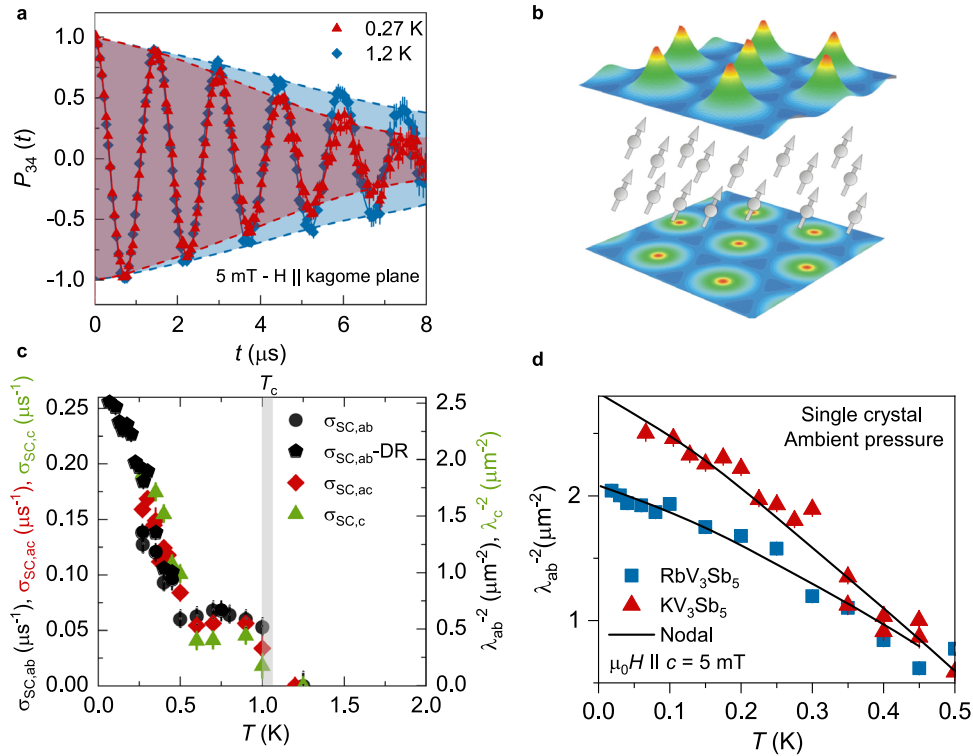 a
0.27 K
1.2 K
1.0
0.5
0.0
-0.5
-1.0
P34 (t)
5 mT - H || kagome plane
0 2 4 6 8
t (μs)
b
c
Tc
σSC,ab (μs-1), σSC,ac (μs-1), σSC,c (μs-1)
0.25
0.20
0.15
0.10
0.05
0.00
σSC,ab
σSC,ab-DR
σSC,ac
σSC,c
2.5
2.0
1.5
1.0
0.5
0.0
λab-2 (μm-2), λc-2 (μm-2)
0.0 0.5 1.0 1.5 2.0
T (K)
d
Single crystal
Ambient pressure
λab-2(μm-2)
2
1
RbV3Sb5
KV3Sb5
Nodal
μ0H || c = 5 mT
0.0 0.1 0.2 0.3 0.4 0.5
T (K)